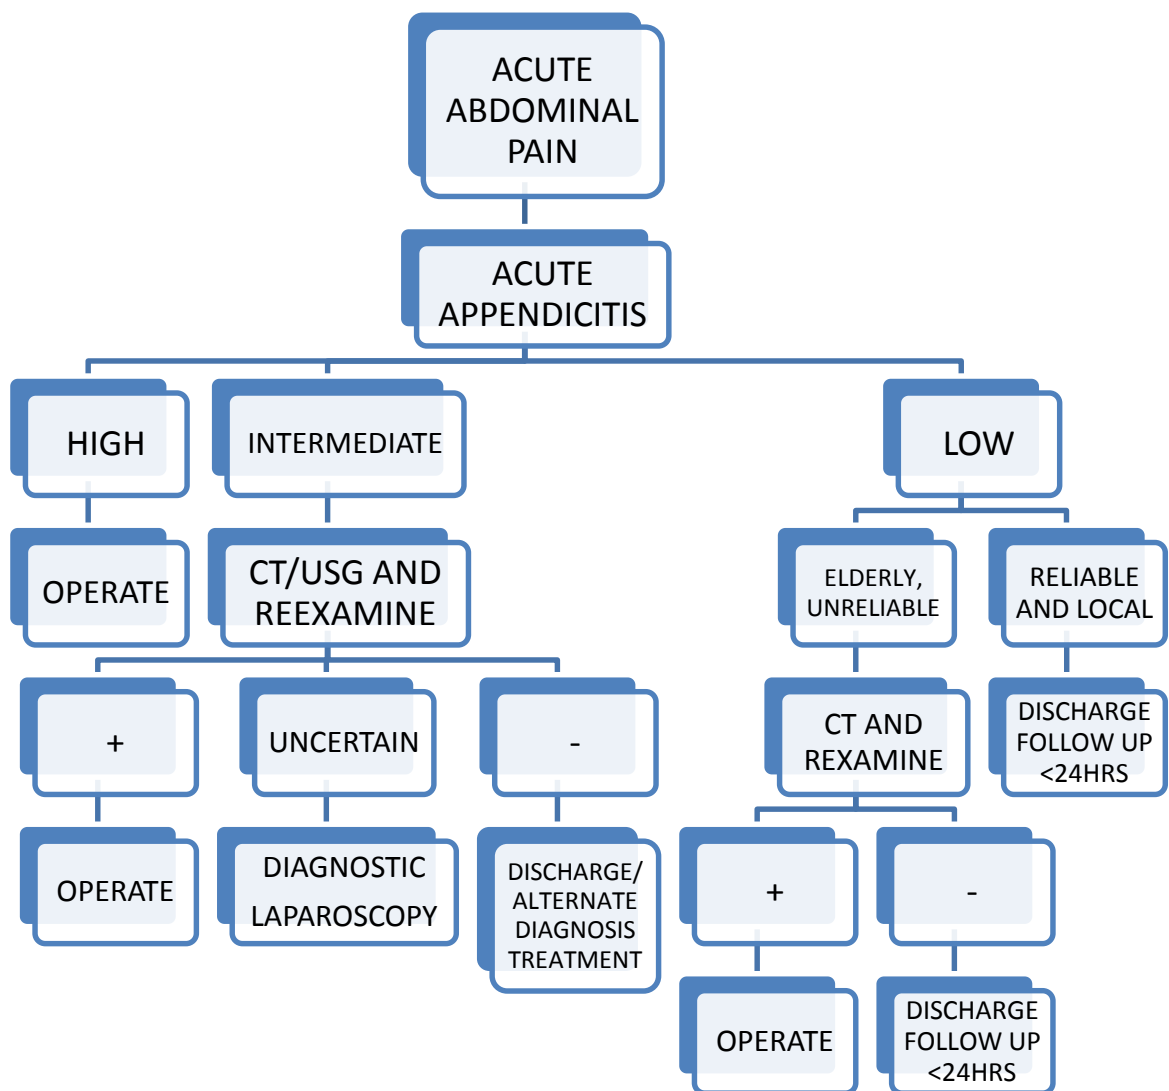 ACUTE
ABDOMINAL
PAIN
ACUTE
APPENDICITIS
HIGH
INTERMEDIATE
LOW
OPERATE
CT/USG AND
REEXAMINE
ELDERLY,
UNRELIABLE
RELIABLE
AND LOCAL
+
UNCERTAIN
-
CT AND
REXAMINE
DISCHARGE
FOLLOW UP
<24HRS
OPERATE
DIAGNOSTIC
LAPAROSCOPY
DISCHARGE/
ALTERNATE
DIAGNOSIS
TREATMENT
+
-
OPERATE
DISCHARGE
FOLLOW UP
<24HRS